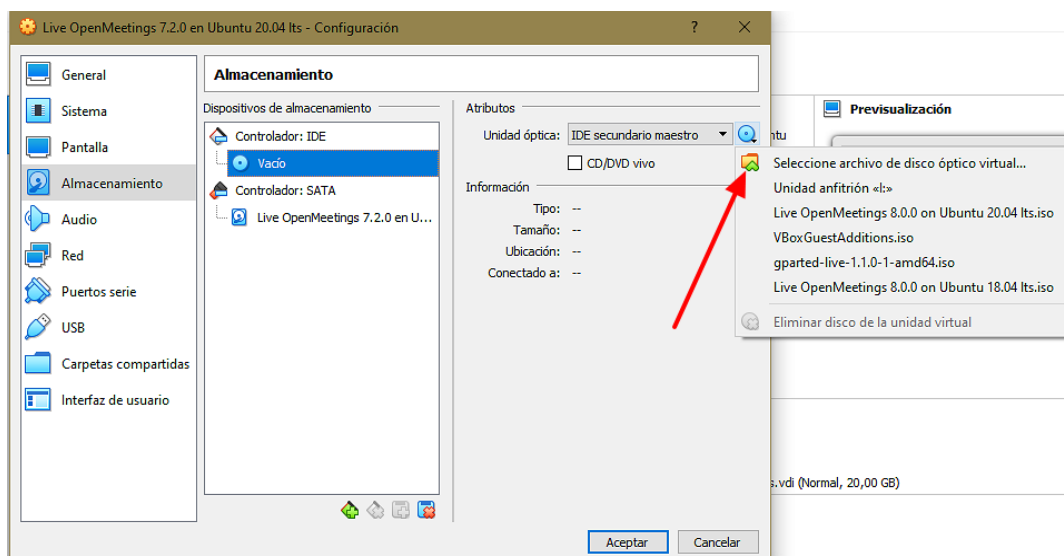 Live OpenMeetings 7.2.0 en Ubuntu 20.04 lts - Configuración ? ×
General
Sistema
Pantalla
Almacenamiento
Audio
Red
Puertos serie
USB
Carpetas compartidas
Interfaz de usuario
Almacenamiento
Dispositivos de almacenamiento
Controlador: IDE
Vacío
Controlador: SATA
Live OpenMeetings 7.2.0 en U...
Atributos
Unidad óptica: IDE secundario maestro
CD/DVD vivo
Información
Tipo: --
Tamaño: --
Ubicación: --
Conectado a: --
Aceptar
Cancelar
ntu
Previsualización
Seleccione archivo de disco óptico virtual...
Unidad anfitrión «I:»
Live OpenMeetings 8.0.0 on Ubuntu 20.04 lts.iso
VBoxGuestAdditions.iso
gparted-live-1.1.0-1-amd64.iso
Live OpenMeetings 8.0.0 on Ubuntu 18.04 lts.iso
Eliminar disco de la unidad virtual
s.vdi (Normal, 20,00 GB)